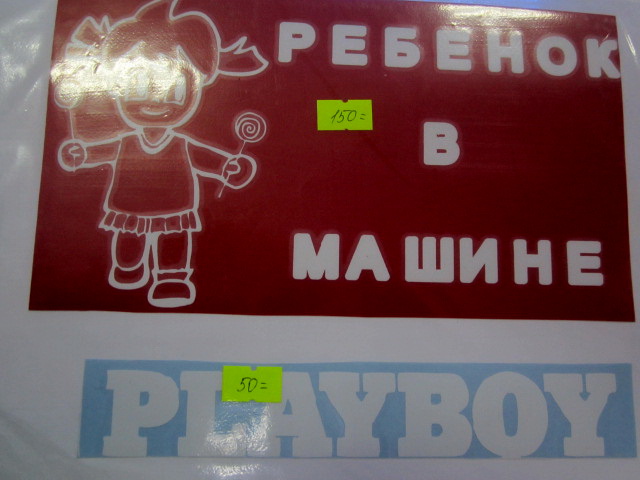 РЕБЕНОК
150=
В
МАШИНЕ
50=
PLAYBOY